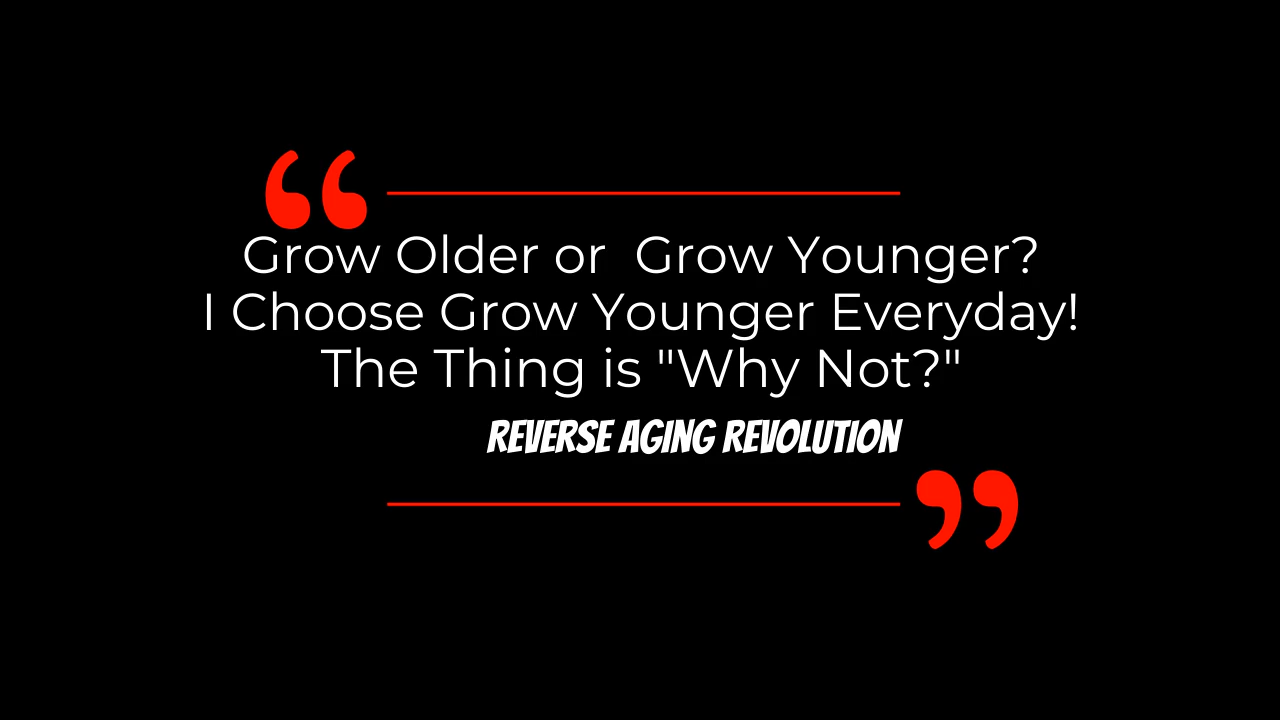 Grow Older or  Grow Younger?
I Choose Grow Younger Everyday!
The Thing is "Why Not?"
REVERSE AGING REVOLUTION